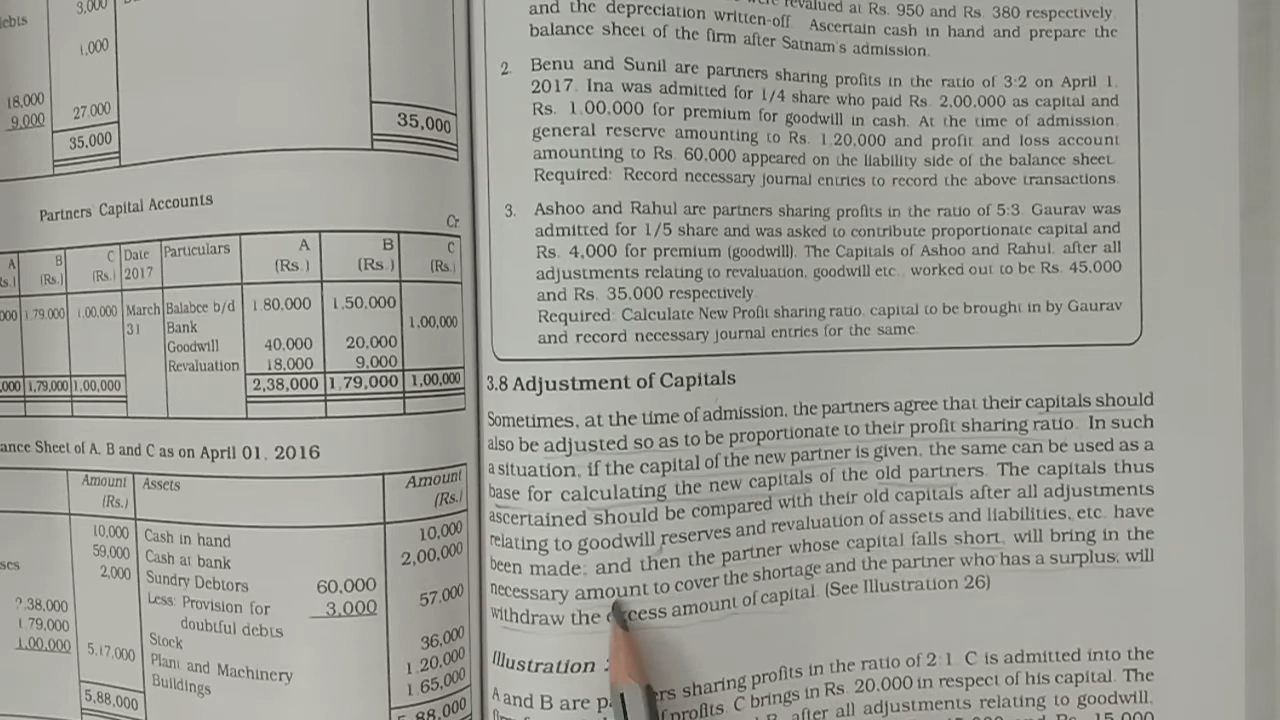 ebts
3,000
1,000
18,000
9,000
27.000
35,000
35,000
Partners' Capital Accounts
Cr
A
B
C
Date
Particulars
A
B
C
(Rs.)
(Rs.)
2017
(Rs.)
(Rs.)
(Rs.)
1.79.000
1,00,000
March
Balabce b/d
1.80.000
1,50.000
31
Bank
1,00,000
Goodwill
40,000
20.000
Revaluation
18.000
9.000
,000
1,79,000
1,00,000
2,38,000
1.79,000
1,00,000
ance Sheet of A, B and C as on April 01, 2016
Amount
Assets
Amount
(Rs.)
(Rs.)
10,000
Cash in hand
10,000
59,000
Cash at bank
2,00,000
ses
2,000
Sundry Debtors
60,000
Less: Provision for
3,000
57,000
2,38,000
doubtful debts
1.79,000
Stock
36,000
1,00,000
5,17,000
Plant and Machinery
1.20,000
Buildings
1.65,000
5,88,000
88,000
revalued at Rs. 950 and Rs. 380 respectively
and the depreciation written-off. Ascertain cash in hand and prepare the
balance sheet of the firm after Satnam's admission.
2. Benu and Sunil are partners sharing profits in the ratio of 3:2 on April 1,
2017. Ina was admitted for 1/4 share who paid Rs. 2,00,000 as capital and
Rs. 1,00,000 for premium for goodwill in cash. At the time of admission,
general reserve amounting to Rs. 1,20,000 and profit and loss account
amounting to Rs. 60,000 appeared on the liability side of the balance sheet.
Required: Record necessary journal entries to record the above transactions.
3. Ashoo and Rahul are partners sharing profits in the ratio of 5:3. Gaurav was
admitted for 1/5 share and was asked to contribute proportionate capital and
Rs. 4,000 for premium (goodwill). The Capitals of Ashoo and Rahul, after all
adjustments relating to revaluation, goodwill etc., worked out to be Rs. 45,000
and Rs. 35,000 respectively.
Required: Calculate New Profit sharing ratio, capital to be brought in by Gaurav
and record necessary journal entries for the same.
3.8 Adjustment of Capitals
Sometimes, at the time of admission, the partners agree that their capitals should
also be adjusted so as to be proportionate to their profit sharing ratio. In such
a situation, if the capital of the new partner is given, the same can be used as a
base for calculating the new capitals of the old partners. The capitals thus
ascertained should be compared with their old capitals after all adjustments
relating to goodwill reserves and revaluation of assets and liabilities, etc. have
been made; and then the partner whose capital falls short, will bring in the
necessary amount to cover the shortage and the partner who has a surplus, will
withdraw the excess amount of capital. (See Illustration 26)
Illustration
A and B are sharing profits in the ratio of 2:1. C is admitted into the
profits. C brings in Rs. 20,000 in respect of his capital. The
after all adjustments relating to goodwill,
15,000